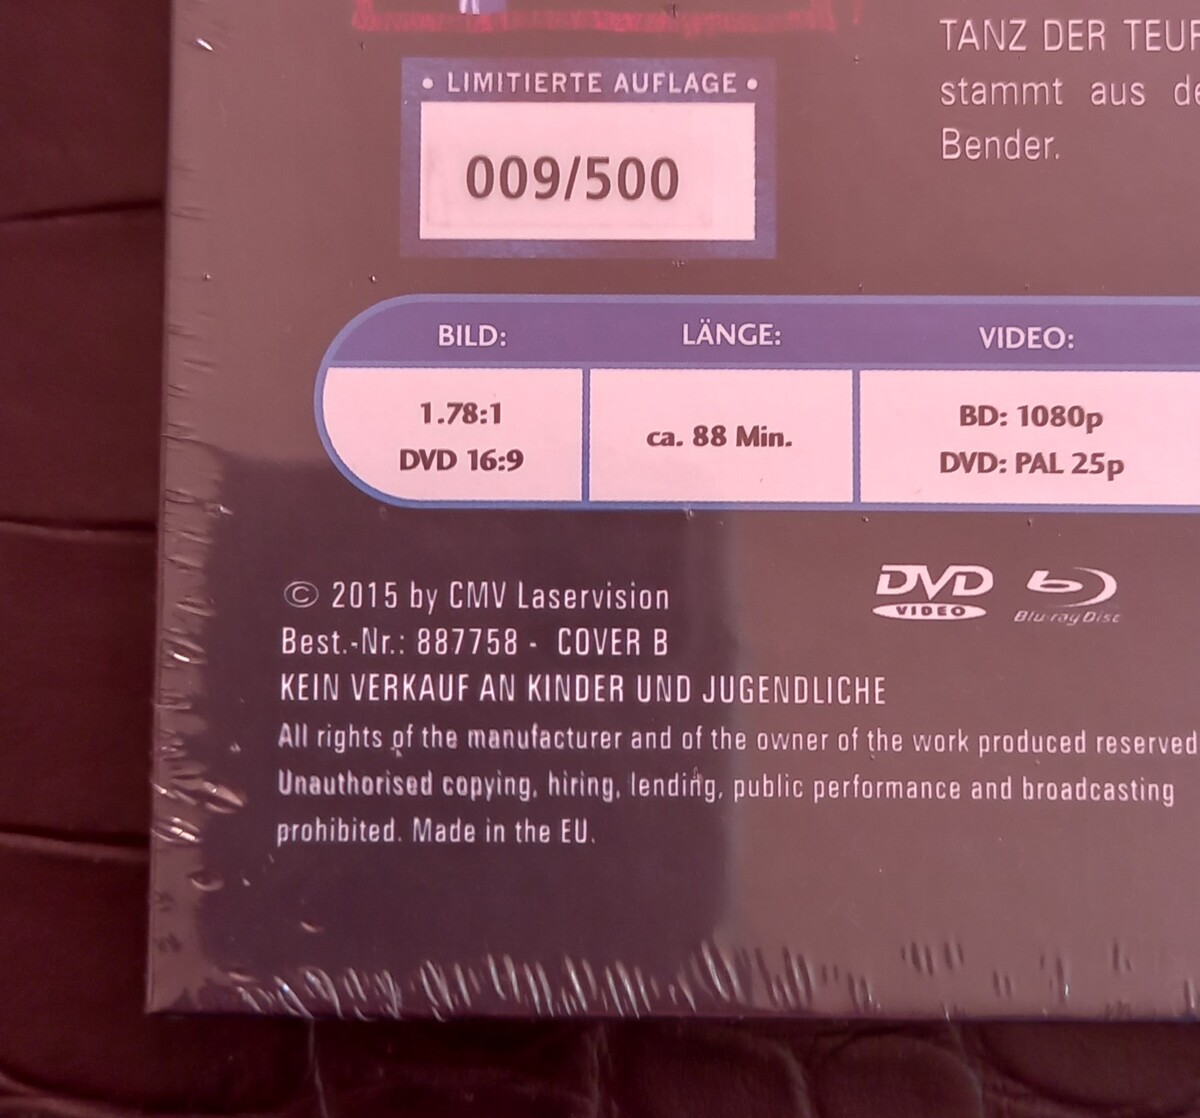 TANZ DER TEUF
stammt aus de
Bender.
• LIMITIERTE AUFLAGE •
009/500
BILD: LÄNGE: VIDEO:
1.78:1
DVD 16:9
ca. 88 Min.
BD: 1080p
DVD: PAL 25p
DVD VIDEO
Blu-ray Disc
© 2015 by CMV Laservision
Best.-Nr.: 887758 - COVER B
KEIN VERKAUF AN KINDER UND JUGENDLICHE
All rights of the manufacturer and of the owner of the work produced reserved
Unauthorised copying, hiring, lending, public performance and broadcasting
prohibited. Made in the EU.